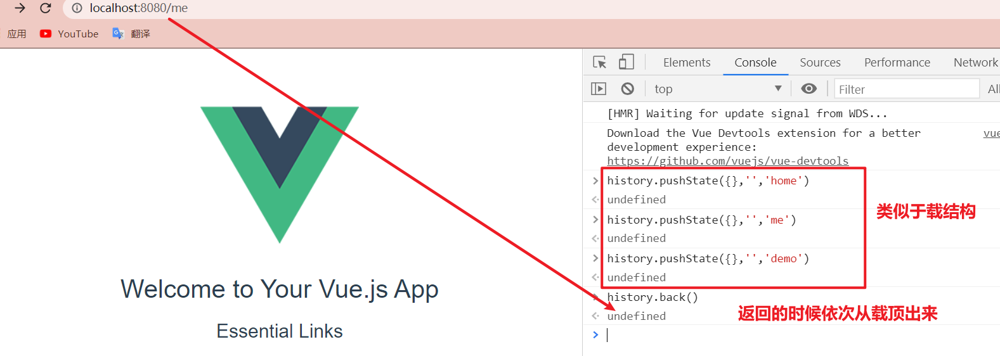 localhost:8080/me
应用 YouTube 翻译
Elements Console Sources Performance Network
top Filter All
[HMR] Waiting for update signal from WDS...
Download the Vue Devtools extension for a better vue
development experience:
https://github.com/vuejs/vue-devtools
history.pushState({},'','home')
undefined
类似于载结构
history.pushState({},'','me')
undefined
history.pushState({},'','demo')
undefined
history.back()
返回的时候依次从载顶出来
undefined
Welcome to Your Vue.js App
Essential Links